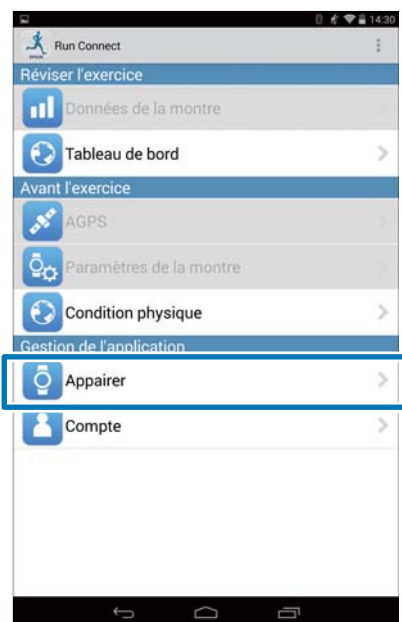 14:30
EPSON
Run Connect
Réviser l'exercice
Données de la montre
Tableau de bord
Avant l'exercice
AGPS
Paramètres de la montre
Condition physique
Gestion de l'application
Appairer
Compte